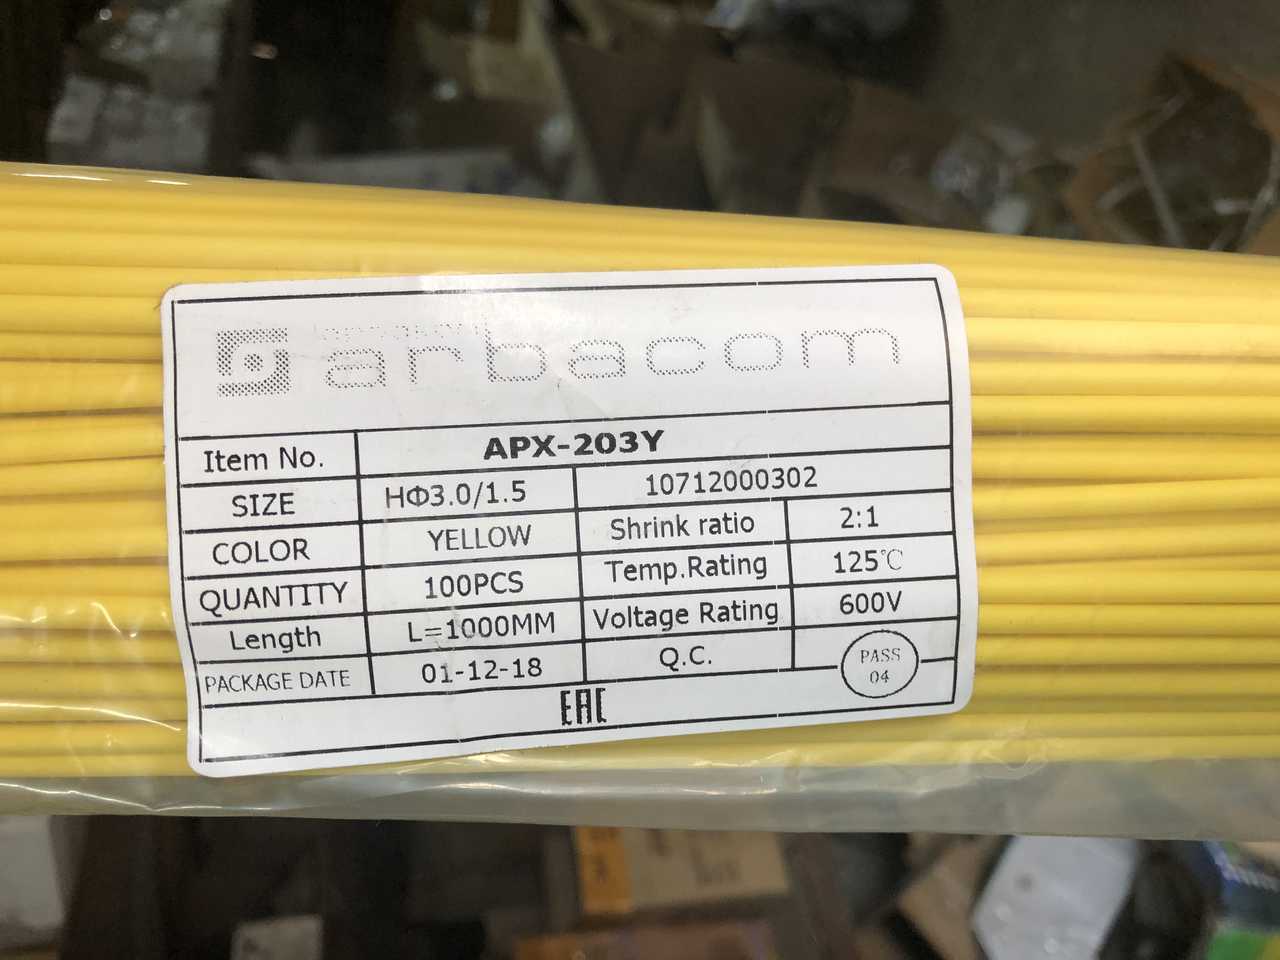 arbacom
Item No. APX-203Y
SIZE HΦ3.0/1.5 10712000302
COLOR YELLOW Shrink ratio 2:1
QUANTITY 100PCS Temp.Rating 125℃
Length L=1000MM Voltage Rating 600V
PACKAGE DATE 01-12-18 Q.C. PASS
04
EAC